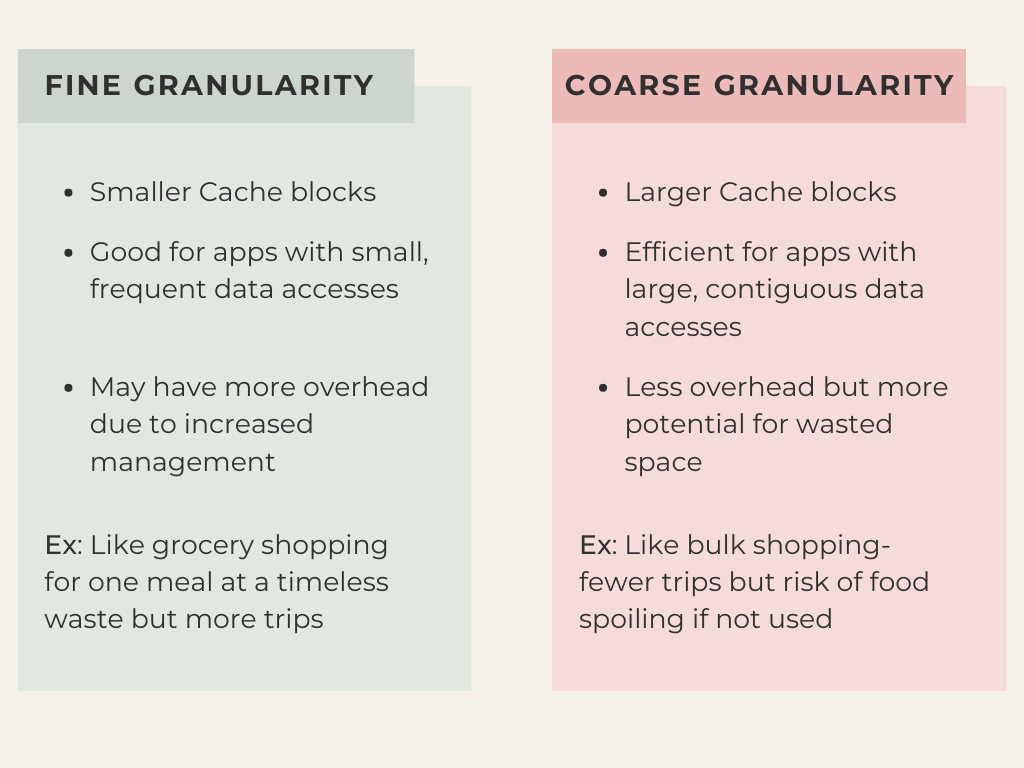 FINE GRANULARITY
• Smaller Cache blocks
• Good for apps with small,
frequent data accesses
• May have more overhead
due to increased
management
Ex: Like grocery shopping
for one meal at a timeless
waste but more trips
COARSE GRANULARITY
• Larger Cache blocks
• Efficient for apps with
large, contiguous data
accesses
• Less overhead but more
potential for wasted
space
Ex: Like bulk shopping-
fewer trips but risk of food
spoiling if not used